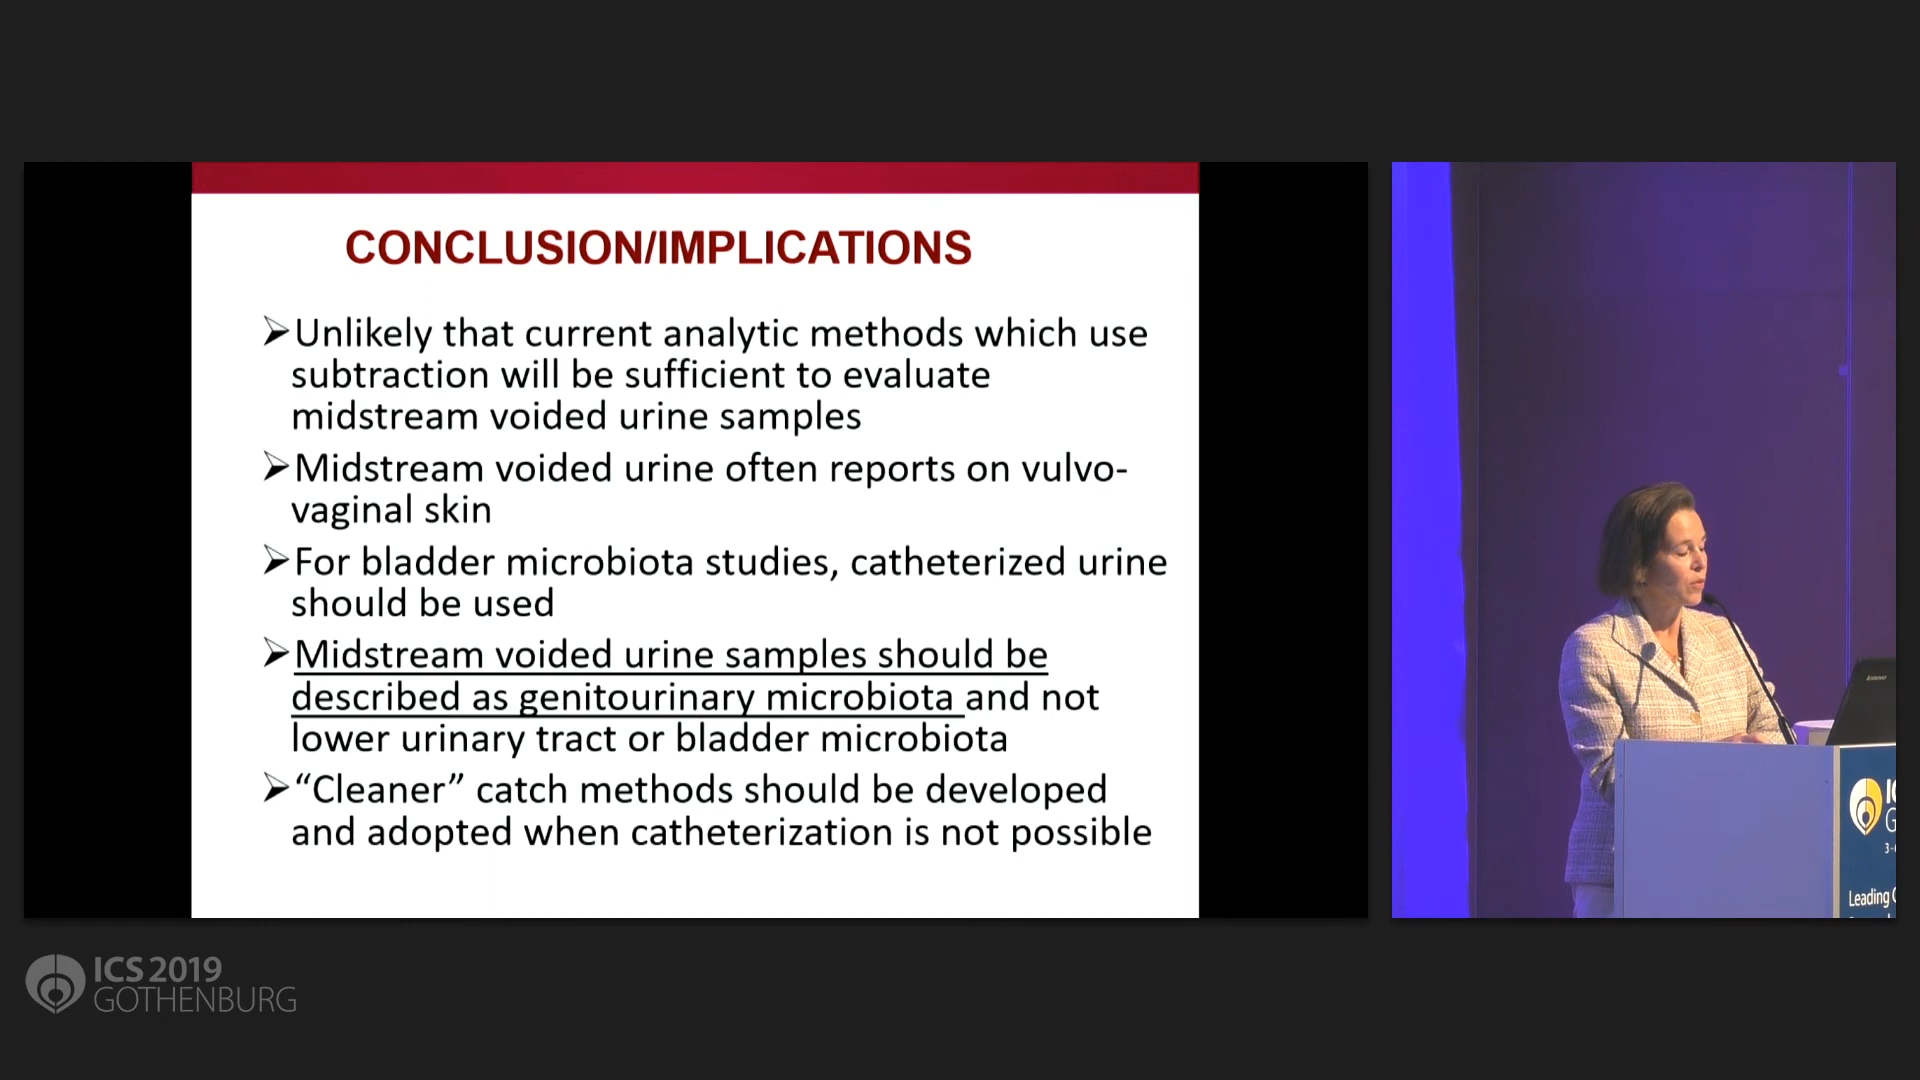 CONCLUSION/IMPLICATIONS
Unlikely that current analytic methods which use
subtraction will be sufficient to evaluate
midstream voided urine samples
Midstream voided urine often reports on vulvo-
vaginal skin
For bladder microbiota studies, catheterized urine
should be used
Midstream voided urine samples should be
described as genitourinary microbiota and not
lower urinary tract or bladder microbiota
“Cleaner” catch methods should be developed
and adopted when catheterization is not possible
lenovo
Leading
ICS 2019
GOTHENBURG